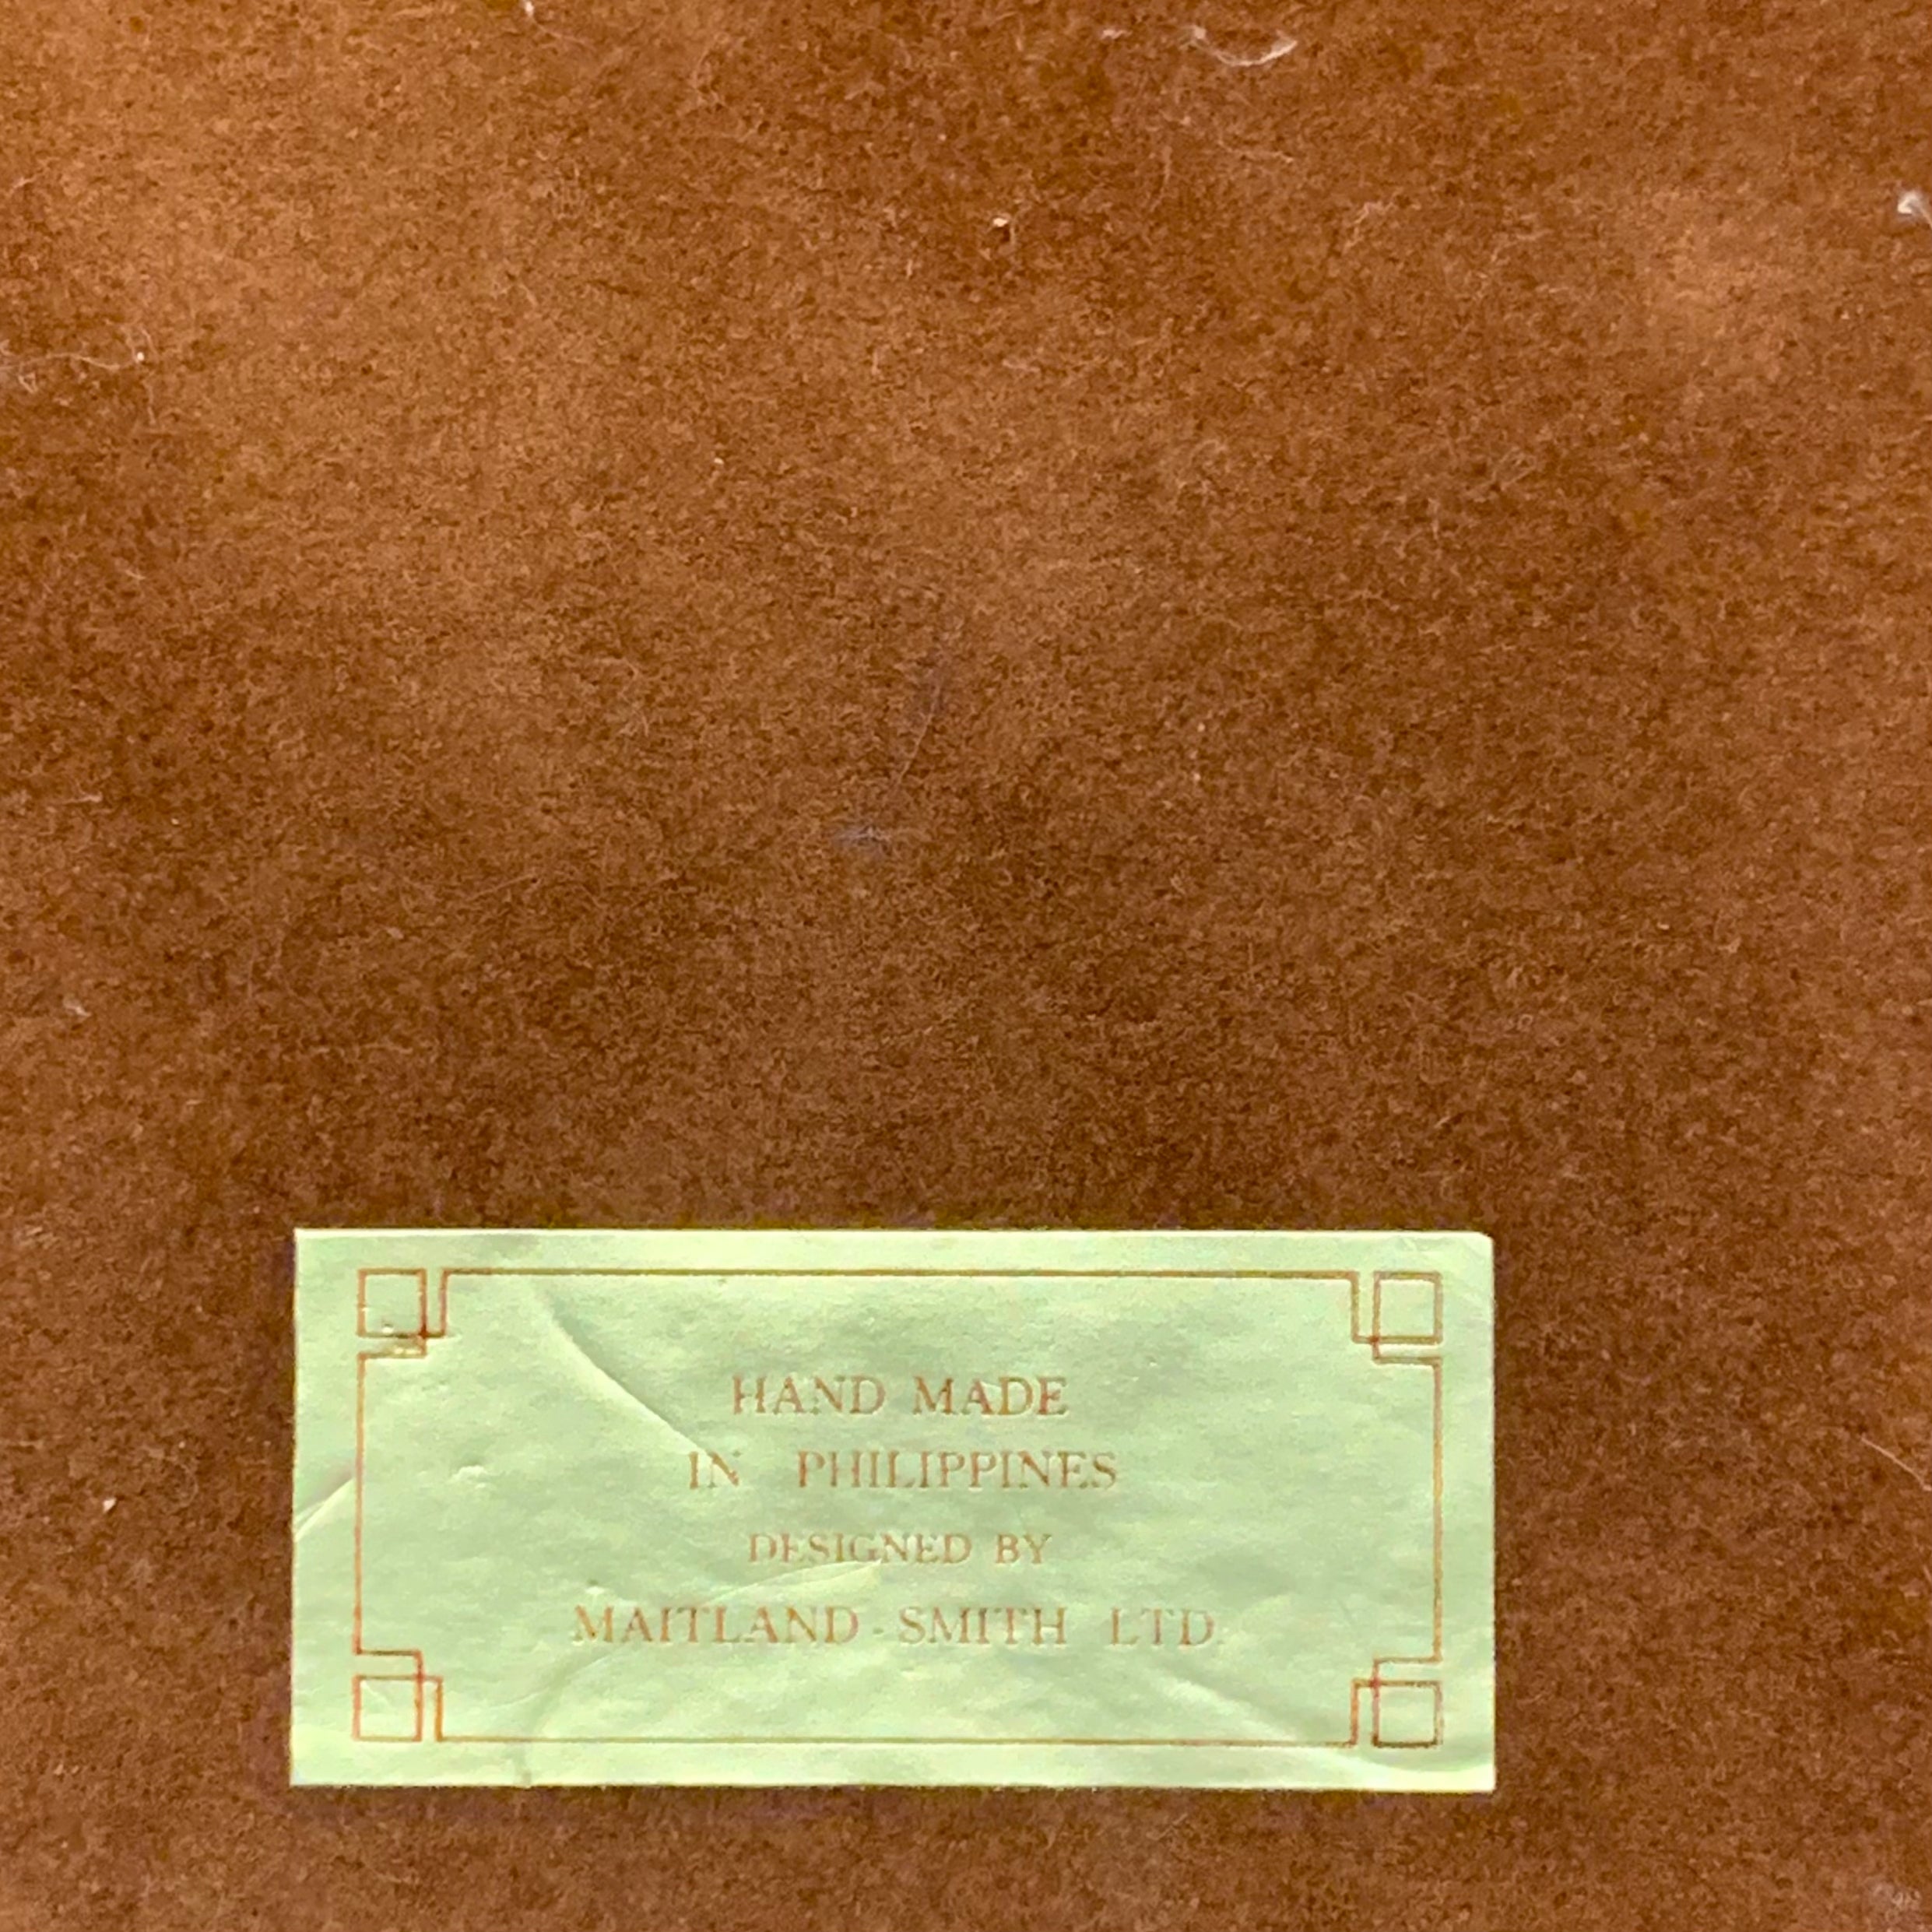 HAND MADE
IN PHILIPPINES
DESIGNED BY
MAITLAND-SMITH LTD.